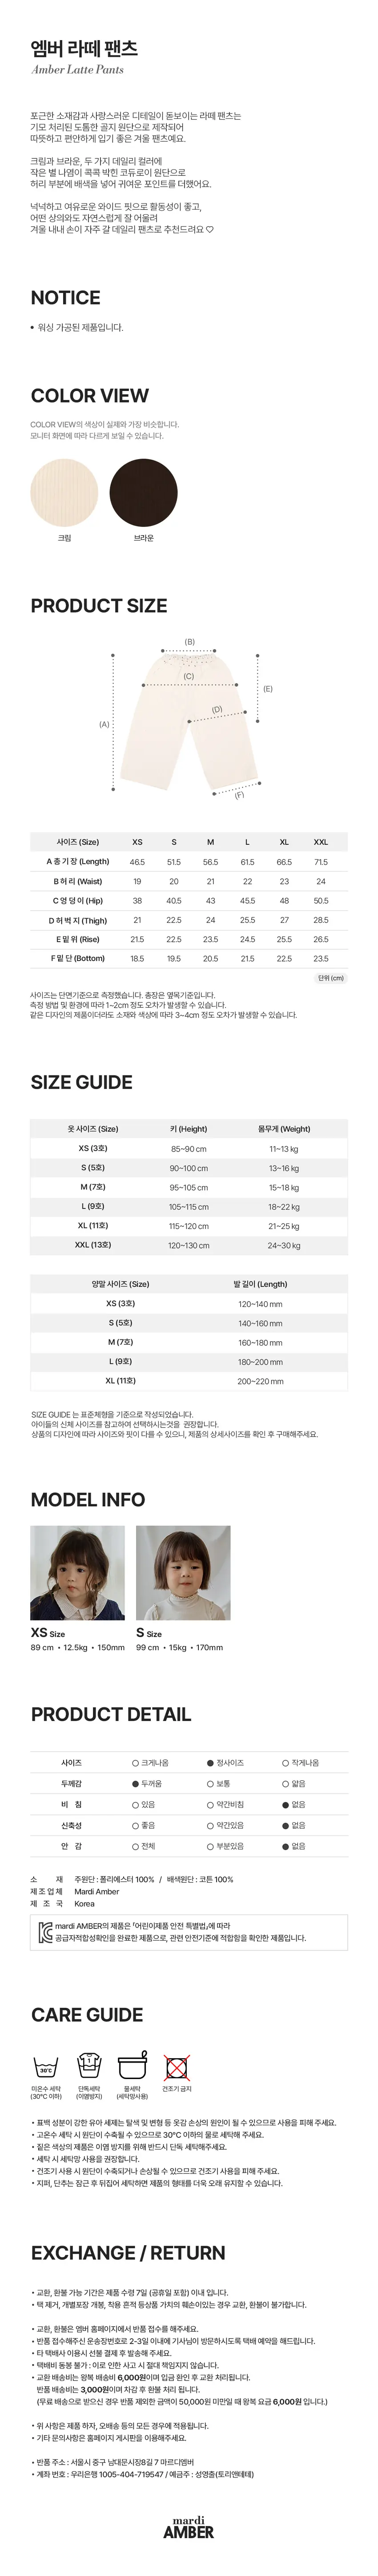 엠버 라떼 팬츠
Amber Latte Pants
포근한 소재감과 사랑스러운 디테일이 돋보이는 라떼 팬츠는
기모 처리된 도톰한 골지 원단으로 제작되어
따뜻하고 편안하게 입기 좋은 겨울 팬츠예요.
크림과 브라운, 두 가지 데일리 컬러에
작은 별 나염이 콕콕 박힌 코듀로이 원단으로
허리 부분에 배색을 넣어 귀여운 포인트를 더했어요.
넉넉하고 여유로운 와이드 핏으로 활동성이 좋고,
어떤 상의와도 자연스럽게 잘 어울려
겨울 내내 손이 자주 갈 데일리 팬츠로 추천드려요 ♡
NOTICE
• 워싱 가공된 제품입니다.
COLOR VIEW
COLOR VIEW의 색상이 실제와 가장 비슷합니다.
모니터 화면에 따라 다르게 보일 수 있습니다.
크림 브라운
PRODUCT SIZE
(B)
(C)
(E)
(D)
(A)
(F)
사이즈 (Size) XS S M L XL XXL
A 총 기 장 (Length) 46.5 51.5 56.5 61.5 66.5 71.5
B 허 리 (Waist) 19 20 21 22 23 24
C 엉 덩 이 (Hip) 38 40.5 43 45.5 48 50.5
D 허 벅 지 (Thigh) 21 22.5 24 25.5 27 28.5
E 밑 위 (Rise) 21.5 22.5 23.5 24.5 25.5 26.5
F 밑 단 (Bottom) 18.5 19.5 20.5 21.5 22.5 23.5
단위 (cm)
사이즈는 단면기준으로 측정했습니다. 총장은 옆목기준입니다.
측정 방법 및 환경에 따라 1~2cm 정도 오차가 발생할 수 있습니다.
같은 디자인의 제품이더라도 소재와 색상에 따라 3~4cm 정도 오차가 발생할 수 있습니다.
SIZE GUIDE
옷 사이즈 (Size) 키 (Height) 몸무게 (Weight)
XS (3호) 85~90 cm 11~13 kg
S (5호) 90~100 cm 13~16 kg
M (7호) 95~105 cm 15~18 kg
L (9호) 105~115 cm 18~22 kg
XL (11호) 115~120 cm 21~25 kg
XXL (13호) 120~130 cm 24~30 kg
양말 사이즈 (Size) 발 길이 (Length)
XS (3호) 120~140 mm
S (5호) 140~160 mm
M (7호) 160~180 mm
L (9호) 180~200 mm
XL (11호) 200~220 mm
SIZE GUIDE 는 표준체형을 기준으로 작성되었습니다.
아이들의 신체 사이즈를 참고하여 선택하시는것을 권장합니다.
상품의 디자인에 따라 사이즈와 핏이 다를 수 있으니, 제품의 상세사이즈를 확인 후 구매해주세요.
MODEL INFO
XS Size S Size
89 cm • 12.5kg • 150mm 99 cm • 15kg • 170mm
PRODUCT DETAIL
사이즈 ○ 크게나옴 ● 정사이즈 ○ 작게나옴
두께감 ● 두꺼움 ○ 보통 ○ 얇음
비 침 ○ 있음 ○ 약간비침 ● 없음
신축성 ○ 좋음 ○ 약간있음 ● 없음
안 감 ○ 전체 ○ 부분있음 ● 없음
소 재 주원단 : 폴리에스터 100% / 배색원단 : 코튼 100%
제 조 업 체 Mardi Amber
제 조 국 Korea
mardi AMBER의 제품은 「어린이제품 안전 특별법」에 따라
공급자적합성확인을 완료한 제품으로, 관련 안전기준에 적합함을 확인한 제품입니다.
CARE GUIDE
30°C 1
미온수 세탁 단독세탁 울세탁 건조기 금지
(30°C 이하) (이염방지) (세탁망사용)
• 표백 성분이 강한 유아 세제는 탈색 및 변형 등 옷감 손상의 원인이 될 수 있으므로 사용을 피해 주세요.
• 고온수 세탁 시 원단이 수축될 수 있으므로 30°C 이하의 물로 세탁해 주세요.
• 짙은 색상의 제품은 이염 방지를 위해 반드시 단독 세탁해주세요.
• 세탁 시 세탁망 사용을 권장합니다.
• 건조기 사용 시 원단이 수축되거나 손상될 수 있으므로 건조기 사용을 피해 주세요.
• 지퍼, 단추는 잠근 후 뒤집어 세탁하면 제품의 형태를 더욱 오래 유지할 수 있습니다.
EXCHANGE / RETURN
• 교환, 환불 가능 기간은 제품 수령 7일 (공휴일 포함) 이내 입니다.
• 택 제거, 개별포장 개봉, 착용 흔적 등상품 가치의 훼손이있는 경우 교환, 환불이 불가합니다.
• 교환, 환불은 엠버 홈페이지에서 반품 접수를 해주세요.
• 반품 접수해주신 운송장번호로 2-3일 이내에 기사님이 방문하시도록 택배 예약을 해드립니다.
• 타 택배사 이용시 선불 결제 후 발송해 주세요.
• 택배비 동봉 불가 : 이로 인한 사고 시 절대 책임지지 않습니다.
• 교환 배송비는 왕복 배송비 6,000원이며 입금 환인 후 교환 처리됩니다.
반품 배송비는 3,000원이며 차감 후 환불 처리 됩니다.
(무료 배송으로 받으신 경우 반품 제외한 금액이 50,000원 미만일 때 왕복 요금 6,000원 입니다.)
• 위 사항은 제품 하자, 오배송 등의 모든 경우에 적용됩니다.
• 기타 문의사항은 홈페이지 게시판을 이용해주세요.
• 반품 주소 : 서울시 중구 남대문시장8길 7 마르디엠버
• 계좌 번호 : 우리은행 1005-404-719547 / 예금주 : 성영출(토리앤테테)
mardi
AMBER